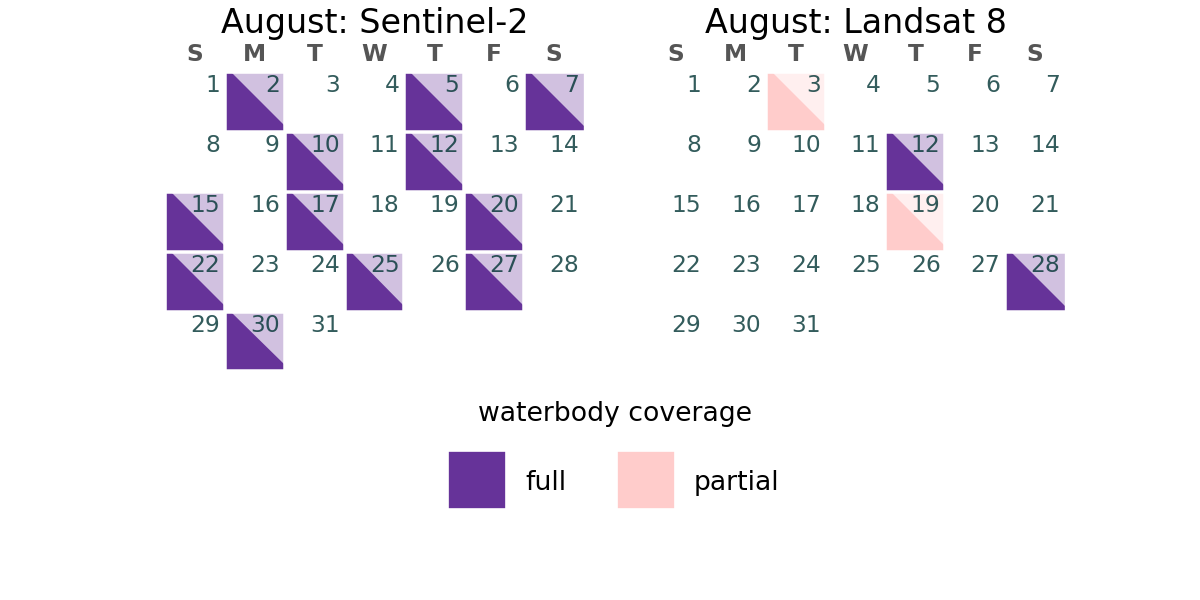 August: Sentinel-2
S M T W T F S
1 2 3 4 5 6 7
8 9 10 11 12 13 14
15 16 17 18 19 20 21
22 23 24 25 26 27 28
29 30 31
August: Landsat 8
S M T W T F S
1 2 3 4 5 6 7
8 9 10 11 12 13 14
15 16 17 18 19 20 21
22 23 24 25 26 27 28
29 30 31
waterbody coverage
full partial